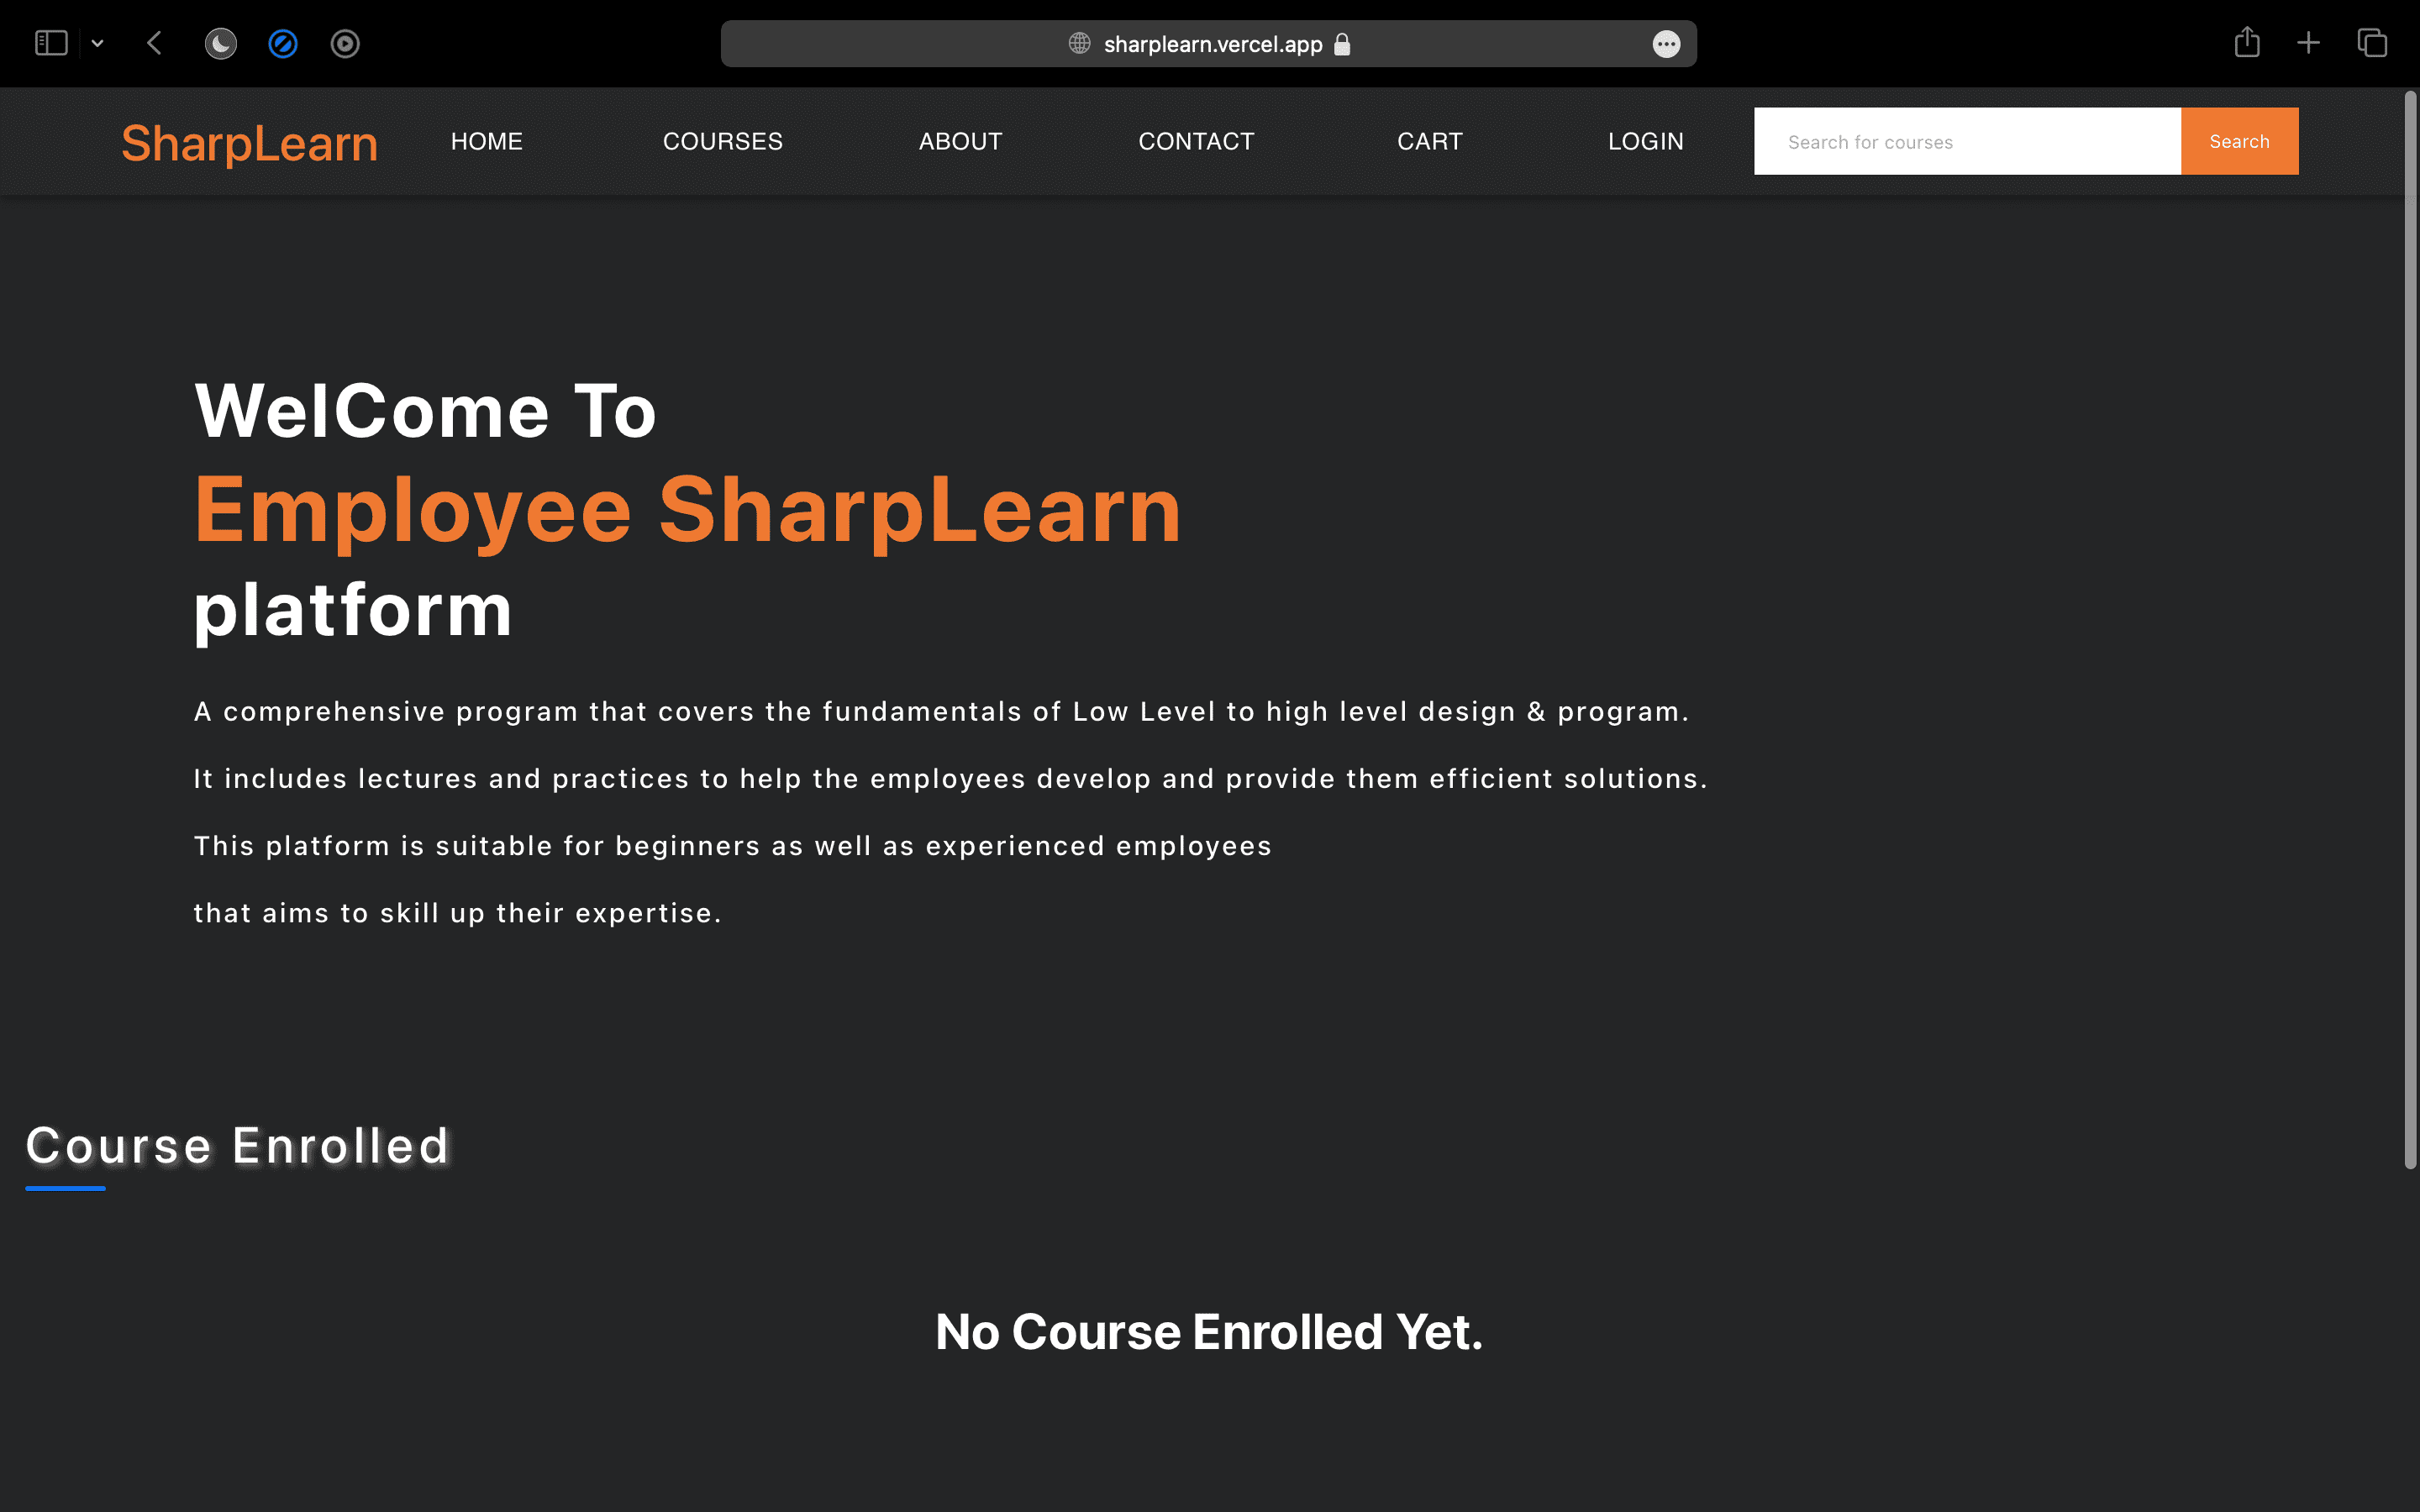 sharplearn.vercel.app
SharpLearn HOME COURSES ABOUT CONTACT CART LOGIN Search for courses Search
WelCome To
Employee SharpLearn
platform
A comprehensive program that covers the fundamentals of Low Level to high level design & program.
It includes lectures and practices to help the employees develop and provide them efficient solutions.
This platform is suitable for beginners as well as experienced employees
that aims to skill up their expertise.
Course Enrolled
No Course Enrolled Yet.